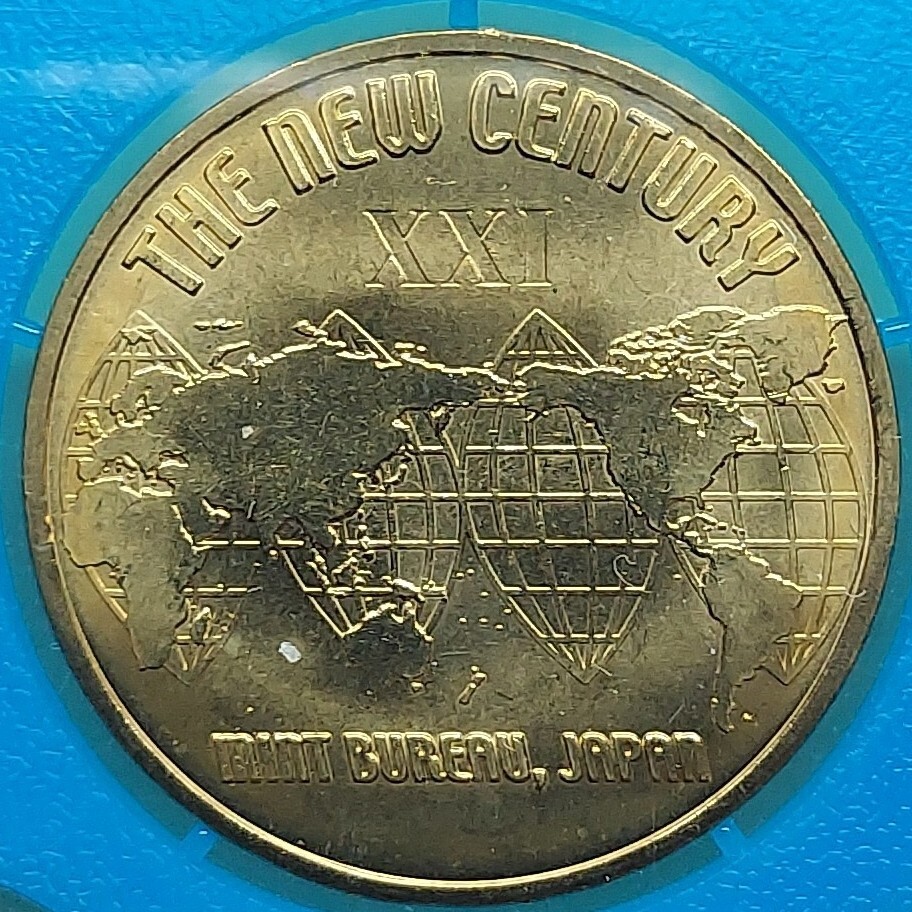 THE NEW CENTURY
XXI
MINT BUREAU, JAPAN